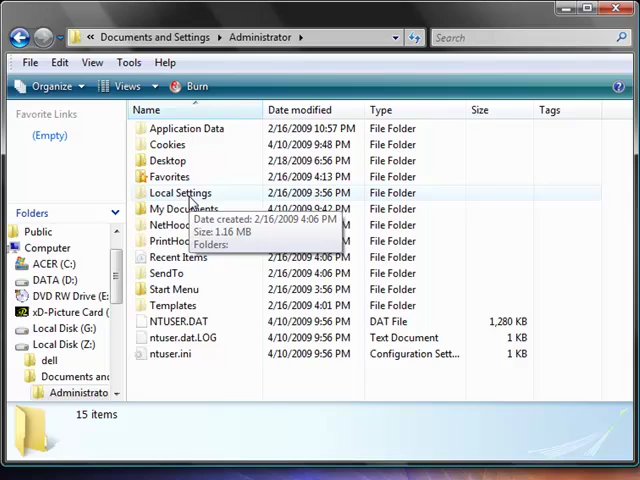 Documents and Settings ▸ Administrator ▸ Search
File Edit View Tools Help
Organize Views Burn
Favorite Links
(Empty)
Folders
Public
Computer
ACER (C:)
DATA (D:)
DVD RW Drive (E:
xD-Picture Card (
Local Disk (G:)
Local Disk (Z:)
dell
Documents and
Administrato
Name Date modified Type Size Tags
Application Data 2/16/2009 10:57 PM File Folder
Cookies 4/10/2009 9:48 PM File Folder
Desktop 2/18/2009 6:56 PM File Folder
Favorites 2/16/2009 4:13 PM File Folder
Local Settings 2/16/2009 3:56 PM File Folder
My Documents 4/10/2009 9:42 PM File Folder
NetHood File Folder
PrintHood File Folder
Recent Items 2/16/2009 4:06 PM File Folder
SendTo 2/16/2009 4:06 PM File Folder
Start Menu 2/16/2009 3:56 PM File Folder
Templates 2/16/2009 4:01 PM File Folder
NTUSER.DAT 4/10/2009 9:56 PM DAT File 1,280 KB
ntuser.dat.LOG 4/10/2009 9:56 PM Text Document 1 KB
ntuser.ini 4/10/2009 9:56 PM Configuration Sett... 1 KB
Date created: 2/16/2009 4:06 PM
Size: 1.16 MB
Folders:
15 items